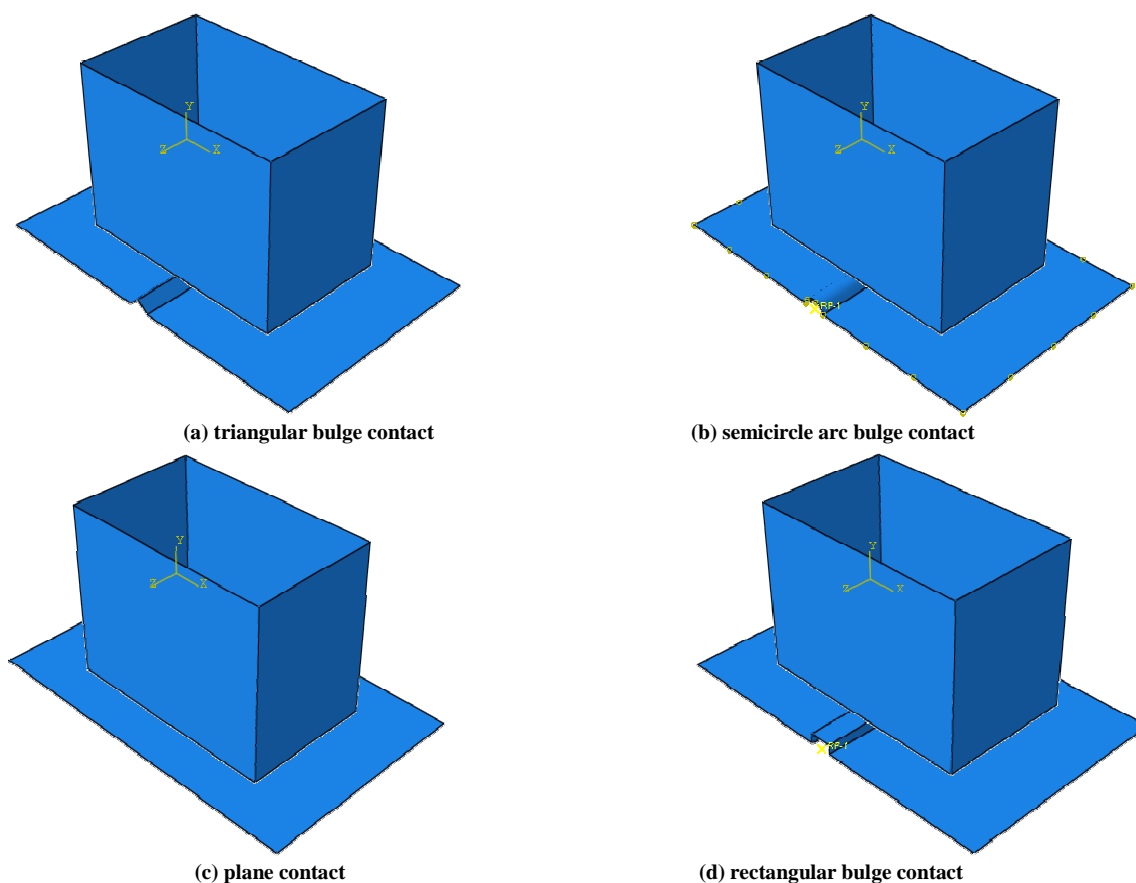 Y
Z X
Y
Z X
RP-1
(a) triangular bulge contact
(b) semicircle arc bulge contact
Y
Z X
Y
Z X
RP-1
(c) plane contact
(d) rectangular bulge contact